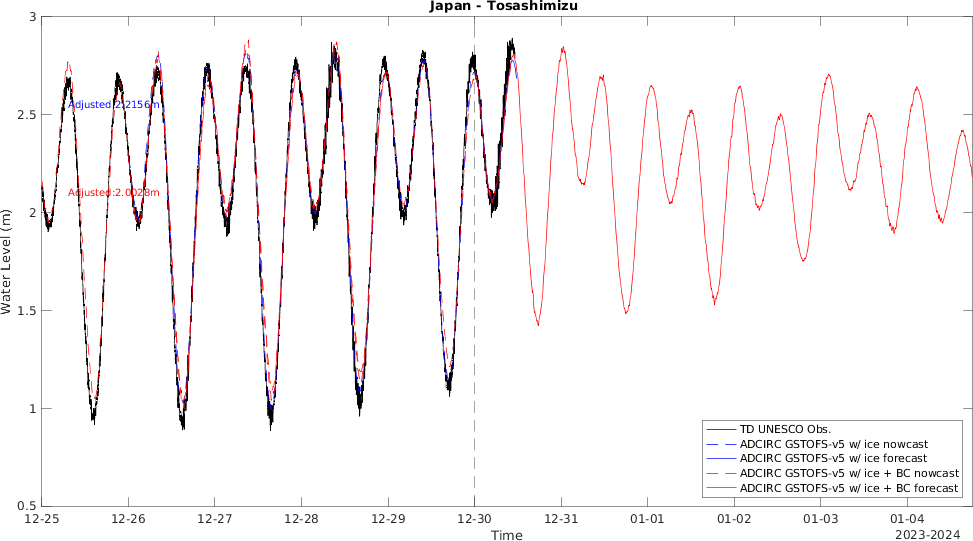 Japan - Tosashimizu
3
2.5
2
1.5
1
0.5
Water Level (m)
Adjusted:2.2156m
Adjusted:2.0028m
TD UNESCO Obs.
ADCIRC GSTOFS-v5 w/ ice nowcast
ADCIRC GSTOFS-v5 w/ ice forecast
ADCIRC GSTOFS-v5 w/ ice + BC nowcast
ADCIRC GSTOFS-v5 w/ ice + BC forecast
12-25 12-26 12-27 12-28 12-29 12-30 12-31 01-01 01-02 01-03 01-04
Time
2023-2024